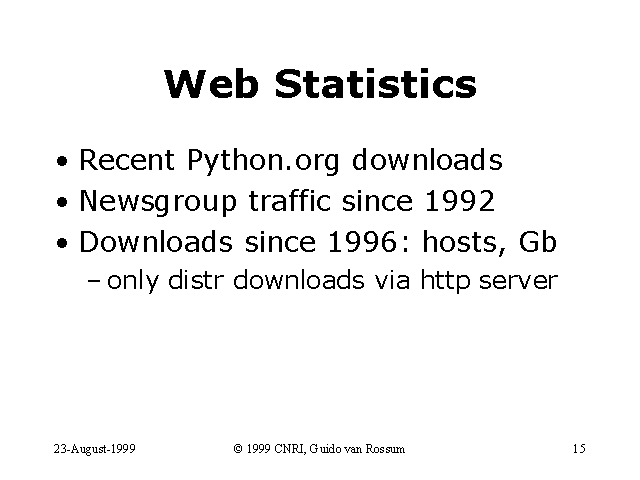 Web Statistics
• Recent Python.org downloads
• Newsgroup traffic since 1992
• Downloads since 1996: hosts, Gb
– only distr downloads via http server
23-August-1999 © 1999 CNRI, Guido van Rossum 15